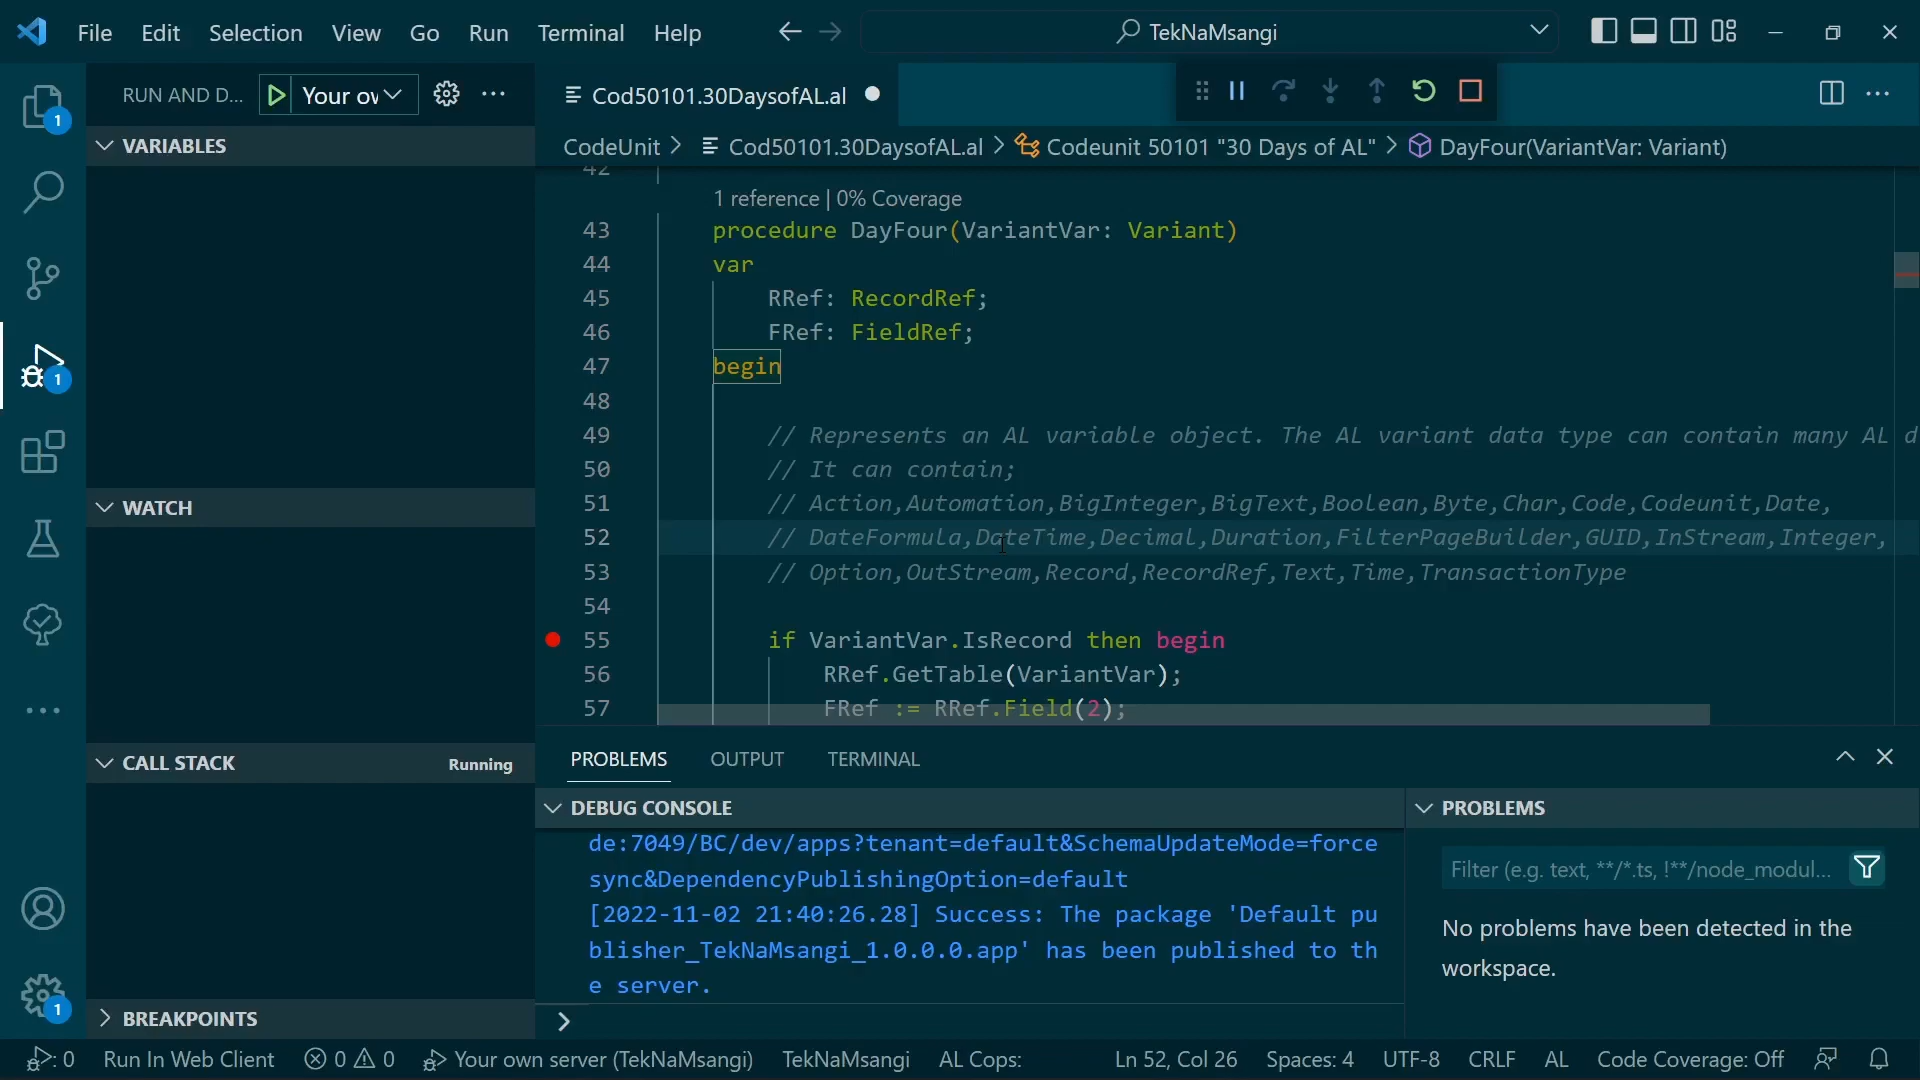 File Edit Selection View Go Run Terminal Help
TekNaMsangi
RUN AND D... Your ov
Cod50101.30DaysofAL.al
VARIABLES
CodeUnit > Cod50101.30DaysofAL.al > Codeunit 50101 "30 Days of AL" > DayFour(VariantVar: Variant)
42
1 reference | 0% Coverage
43 procedure DayFour(VariantVar: Variant)
44 var
45 RRef: RecordRef;
46 FRef: FieldRef;
47 begin
48
49 // Represents an AL variable object. The AL variant data type can contain many AL d
50 // It can contain;
51 // Action,Automation,BigInteger,BigText,Boolean,Byte,Char,Code,Codeunit,Date,
52 // DateFormula,DateTime,Decimal,Duration,FilterPageBuilder,GUID,InStream,Integer,
53 // Option,OutStream,Record,RecordRef,Text,Time,TransactionType
54
55 if VariantVar.IsRecord then begin
56 RRef.GetTable(VariantVar);
57 FRef := RRef.Field(2);
WATCH
CALL STACK Running
BREAKPOINTS
PROBLEMS OUTPUT TERMINAL
DEBUG CONSOLE
de:7049/BC/dev/apps?tenant=default&SchemaUpdateMode=force
sync&DependencyPublishingOption=default
[2022-11-02 21:40:26.28] Success: The package 'Default pu
blisher_TekNaMsangi_1.0.0.0.app' has been published to th
e server.
>
PROBLEMS
Filter (e.g. text, **/*.ts, !**/node_modul...
No problems have been detected in the
workspace.
1
1
1
: 0 Run In Web Client 0 0 Your own server (TekNaMsangi) TekNaMsangi AL Cops: Ln 52, Col 26 Spaces: 4 UTF-8 CRLF AL Code Coverage: Off